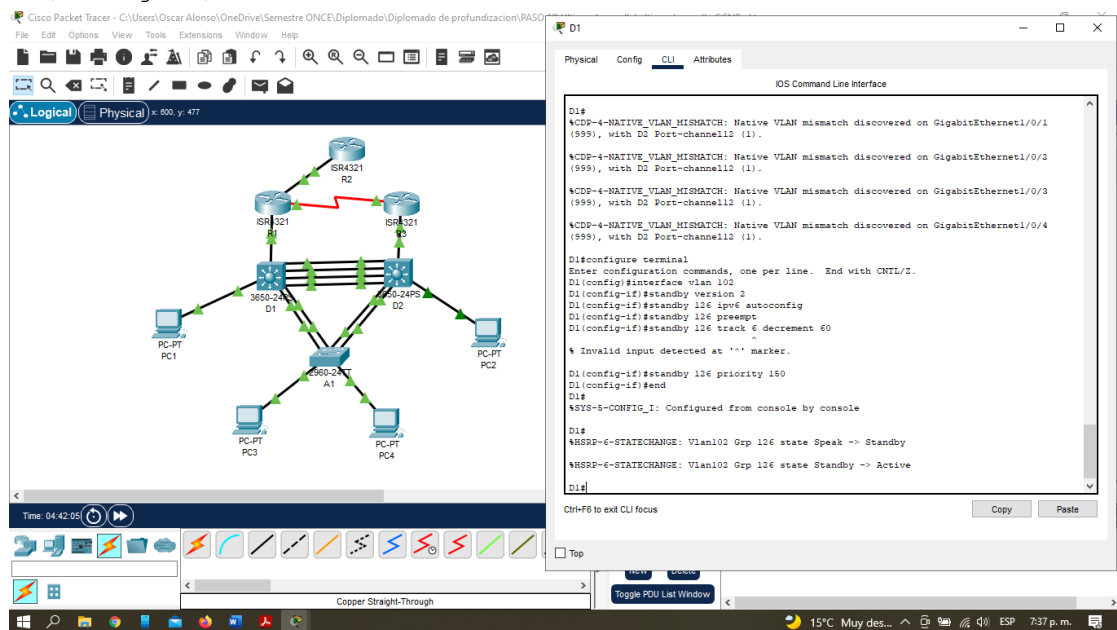 Cisco Packet Tracer - C:\Users\Oscar Alonso\OneDrive\Semestre ONCE\Diplomado\Diplomado de profundizacion\PASO
File Edit Options View Tools Extensions Window Help
Logical Physical x: 600, y: 477
ISR4321
R2
ISR4321
R1
ISR4321
R3
3650-24PS
D1
3650-24PS
D2
PC-PT
PC1
PC-PT
PC2
2960-24TT
A1
PC-PT
PC3
PC-PT
PC4
Time: 04:42:05
Copper Straight-Through
D1
Physical Config CLI Attributes
IOS Command Line Interface
D1#
%CDP-4-NATIVE_VLAN_MISMATCH: Native VLAN mismatch discovered on GigabitEthernet1/0/1
(999), with D2 Port-channel12 (1).
%CDP-4-NATIVE_VLAN_MISMATCH: Native VLAN mismatch discovered on GigabitEthernet1/0/2
(999), with D2 Port-channel12 (1).
%CDP-4-NATIVE_VLAN_MISMATCH: Native VLAN mismatch discovered on GigabitEthernet1/0/3
(999), with D2 Port-channel12 (1).
%CDP-4-NATIVE_VLAN_MISMATCH: Native VLAN mismatch discovered on GigabitEthernet1/0/4
(999), with D2 Port-channel12 (1).
D1#configure terminal
Enter configuration commands, one per line. End with CNTL/Z.
D1(config)#interface vlan 102
D1(config-if)#standby version 2
D1(config-if)#standby 126 ipv6 autoconfig
D1(config-if)#standby 126 preempt
D1(config-if)#standby 126 track 6 decrement 60
^
% Invalid input detected at '^' marker.
D1(config-if)#standby 126 priority 150
D1(config-if)#end
D1#
%SYS-5-CONFIG_I: Configured from console by console
D1#
%HSRP-6-STATECHANGE: Vlan102 Grp 126 state Speak -> Standby
%HSRP-6-STATECHANGE: Vlan102 Grp 126 state Standby -> Active
D1#
Ctrl+F6 to exit CLI focus
Copy Paste
Top
New Delete
Toggle PDU List Window
15°C Muy des... ESP 7:37 p. m.